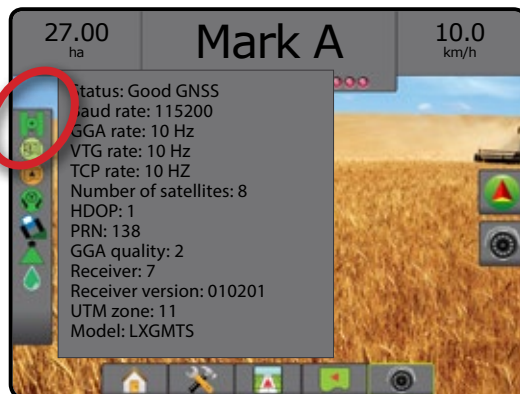 27.00
ha
Mark A
10.0
km/h
Status: Good GNSS
Baud rate: 115200
GGA rate: 10 Hz
VTG rate: 10 Hz
TCP rate: 10 HZ
Number of satellites: 8
HDOP: 1
PRN: 138
GGA quality: 2
Receiver: 7
Receiver version: 010201
UTM zone: 11
Model: LXGMTS